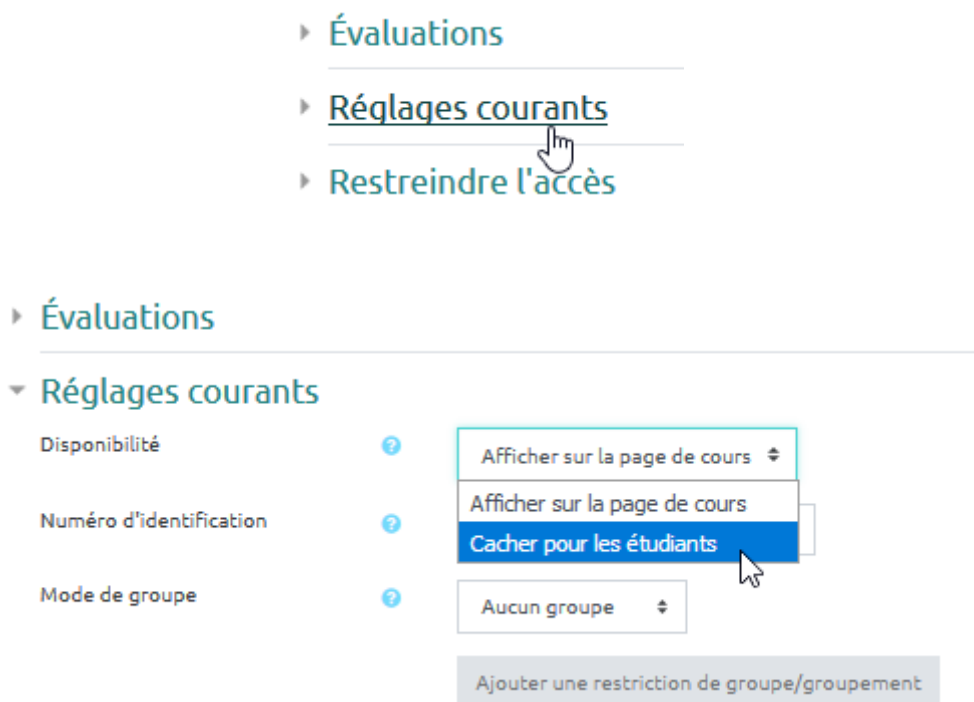 Évaluations
Réglages courants
Restreindre l'accès
Évaluations
Réglages courants
Disponibilité
Afficher sur la page de cours
Afficher sur la page de cours
Numéro d'identification
Cacher pour les étudiants
Mode de groupe
Aucun groupe
Ajouter une restriction de groupe/groupement